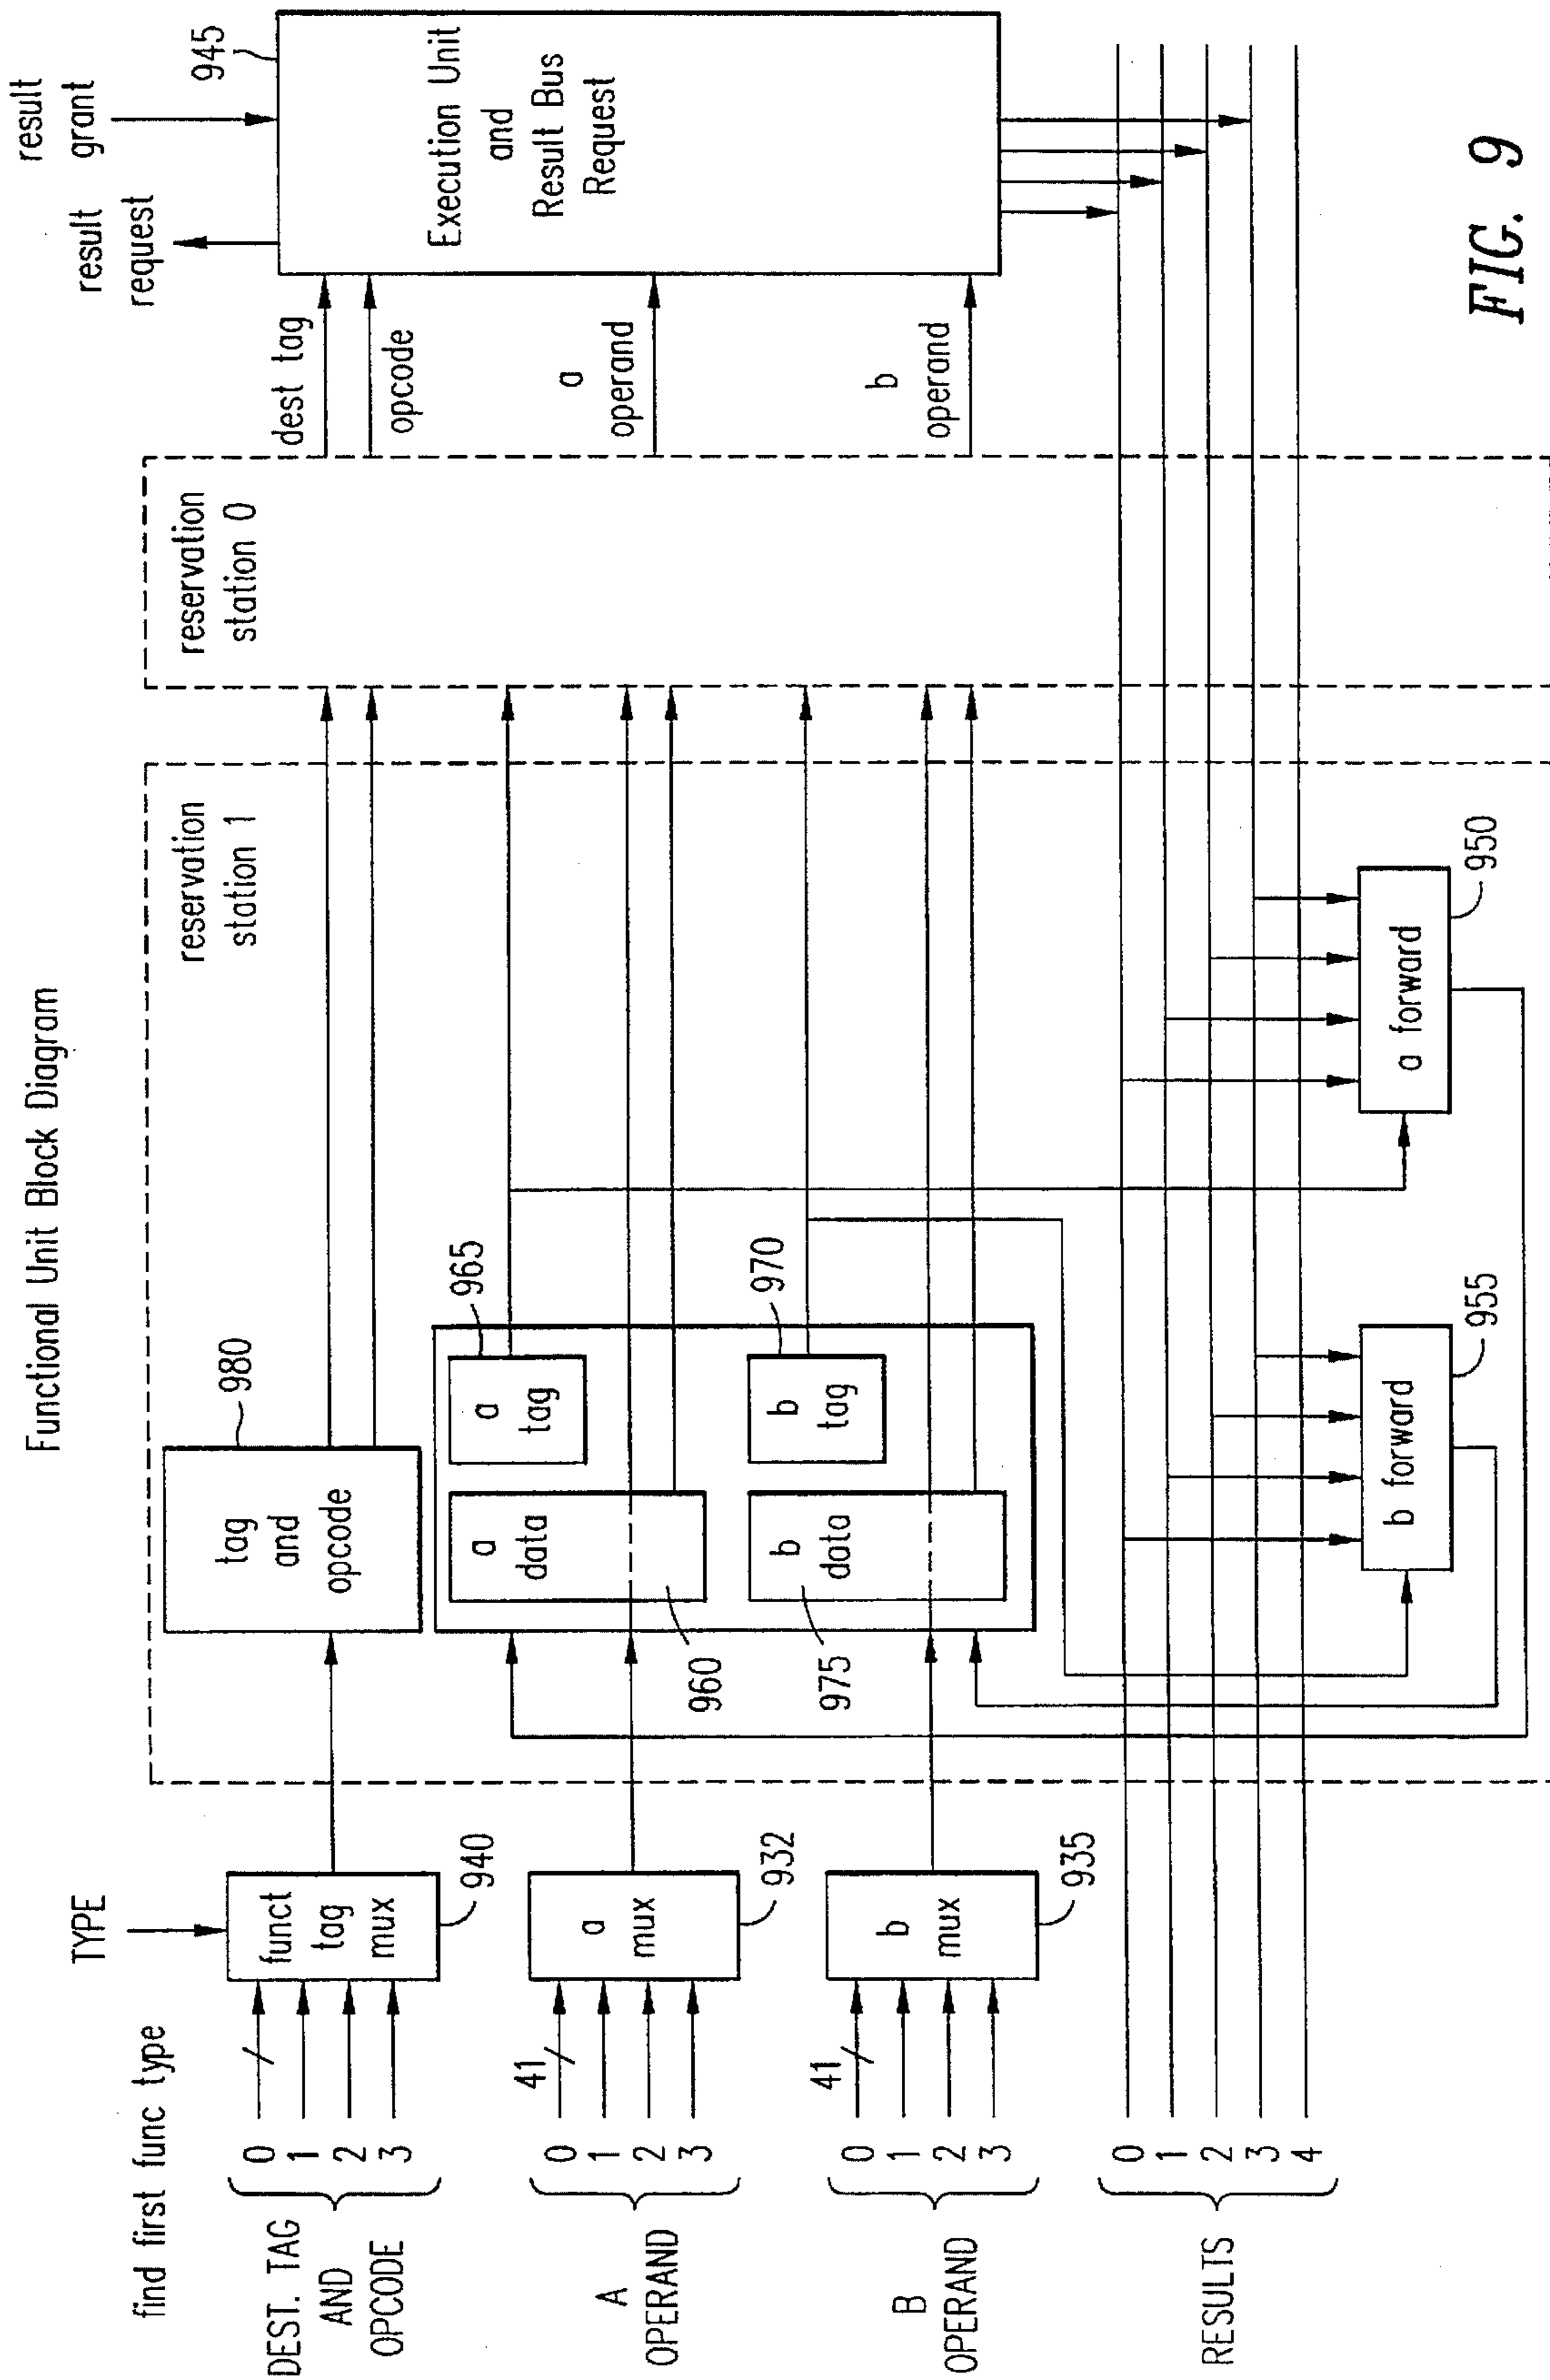 Functional Unit Block Diagram
find first func type
TYPE
DEST. TAG
AND
OPCODE
0
1
2
3
funct
tag
mux
940
A
OPERAND
41
0
1
2
3
a
mux
932
B
OPERAND
41
0
1
2
3
b
mux
935
RESULTS
0
1
2
3
4
reservation
station 1
tag
and
opcode
980
a
data
960
a
tag
965
b
data
975
b
tag
970
b forward
955
a forward
950
reservation
station 0
dest tag
opcode
a
operand
b
operand
result
request
result
grant
945
Execution Unit
and
Result Bus
Request
FIG. 9